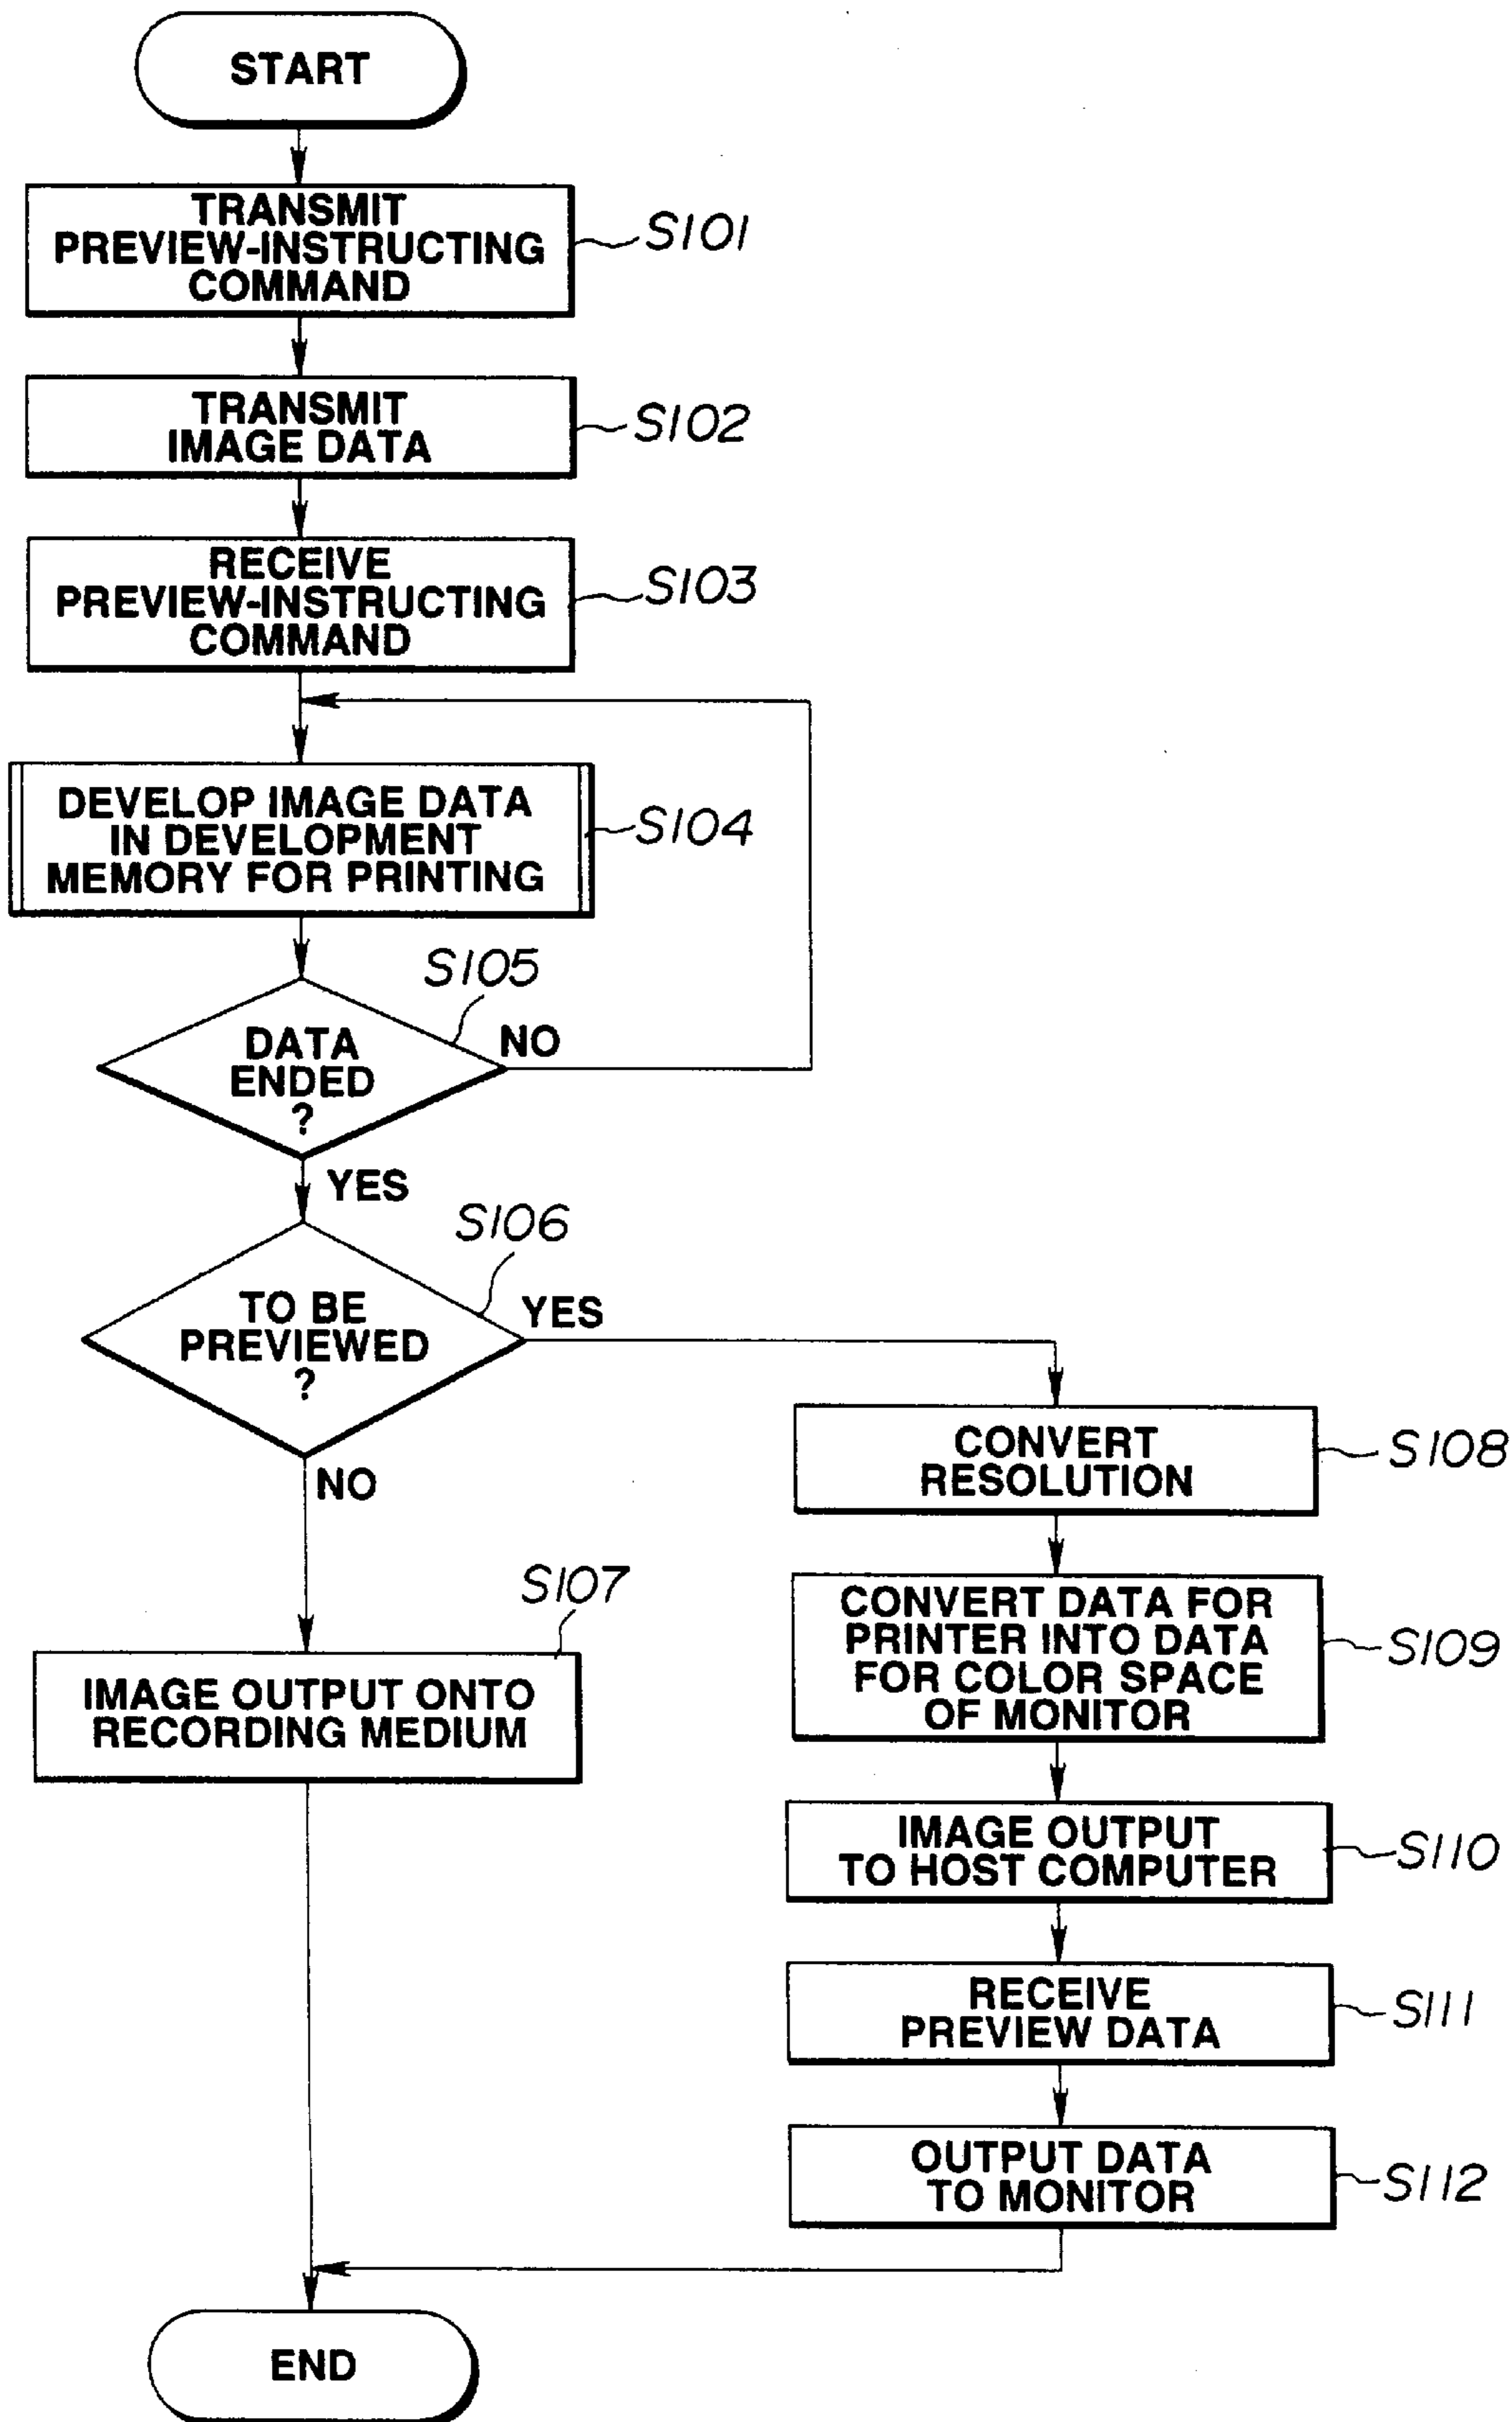 START
TRANSMIT
PREVIEW-INSTRUCTING
COMMAND
S101
TRANSMIT
IMAGE DATA
S102
RECEIVE
PREVIEW-INSTRUCTING
COMMAND
S103
DEVELOP IMAGE DATA
IN DEVELOPMENT
MEMORY FOR PRINTING
S104
S105
DATA
ENDED
?
NO
YES
S106
TO BE
PREVIEWED
?
YES
NO
S107
IMAGE OUTPUT ONTO
RECORDING MEDIUM
CONVERT
RESOLUTION
S108
CONVERT DATA FOR
PRINTER INTO DATA
FOR COLOR SPACE
OF MONITOR
S109
IMAGE OUTPUT
TO HOST COMPUTER
S110
RECEIVE
PREVIEW DATA
S111
OUTPUT DATA
TO MONITOR
S112
END